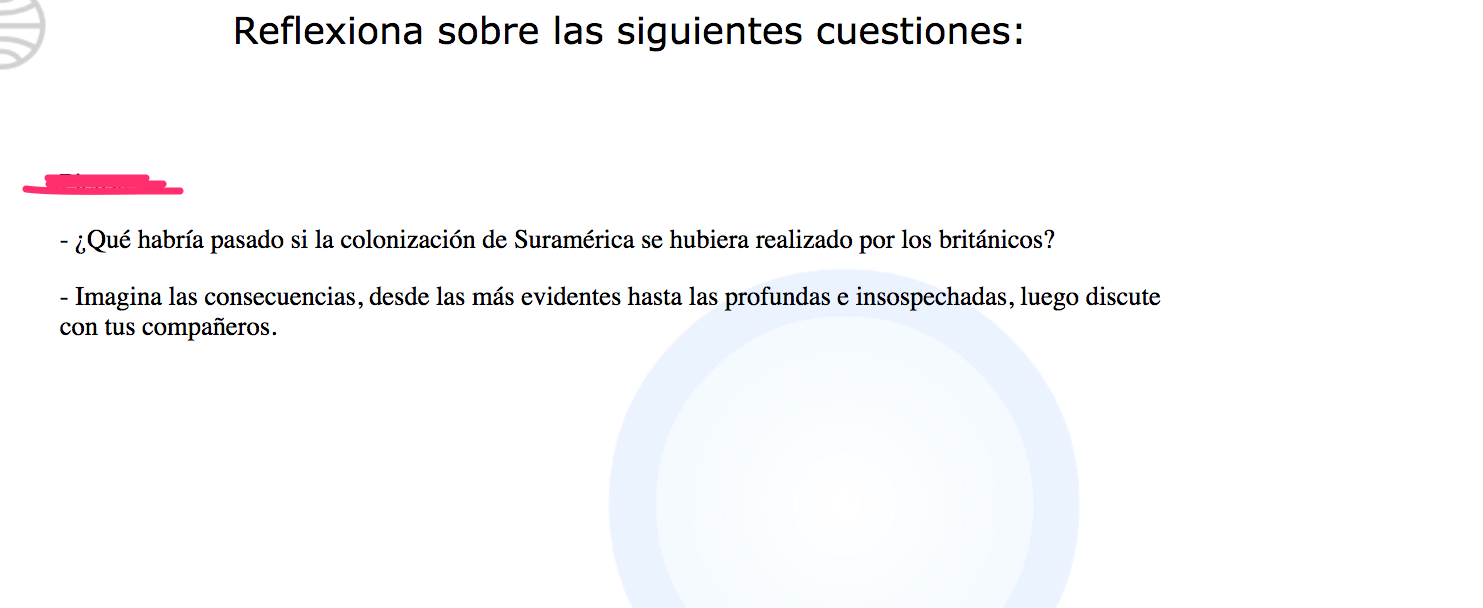 Reflexiona sobre las siguientes cuestiones:
- ¿Qué habría pasado si la colonización de Suramérica se hubiera realizado por los británicos?
- Imagina las consecuencias, desde las más evidentes hasta las profundas e insospechadas, luego discute
con tus compañeros.